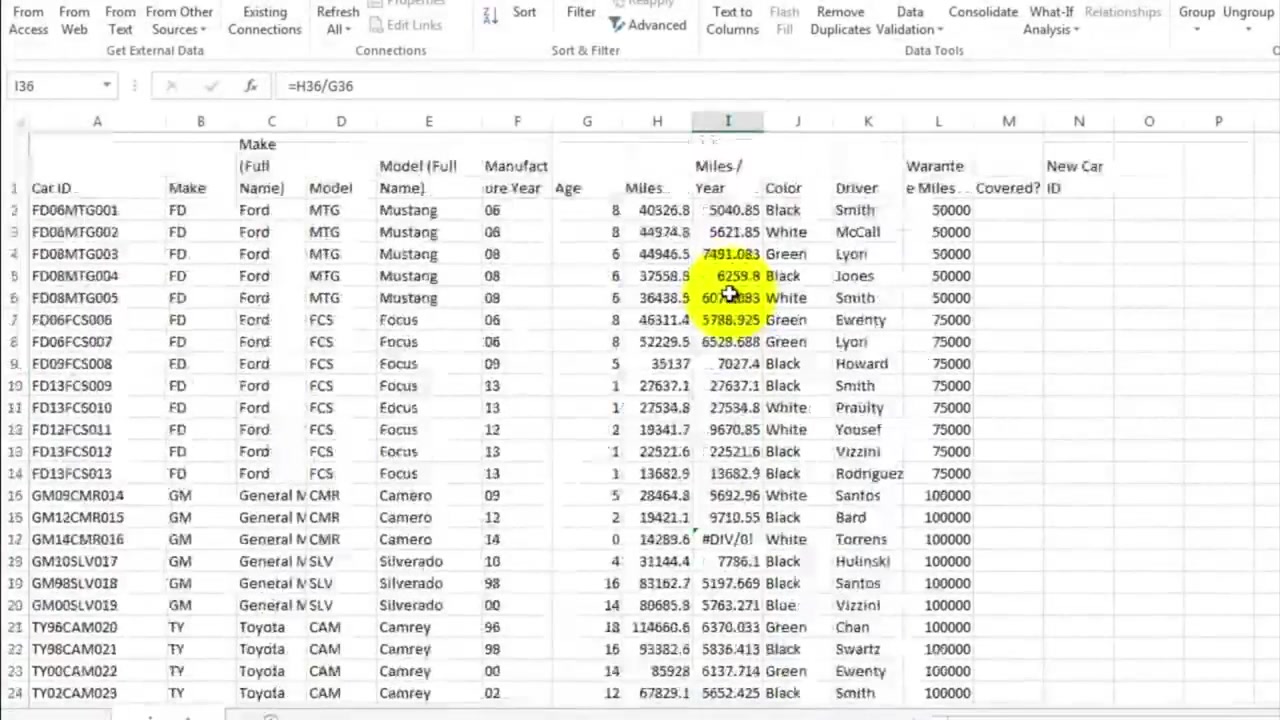 Properties Reapply
From From From From Other Existing Refresh Edit Links Sort Filter Advanced Text to Flash Remove Data Consolidate What-If Relationships Group Ungroup
Access Web Text Sources Connections All Columns Fill Duplicates Validation Analysis
Get External Data Connections Sort & Filter Data Tools
I36 fx =H36/G36
A B C D E F G H I J K L M N O P
Make
(Full Model (Full Manufact Miles / Warante New Car
1 Car ID Make Name) Model Name) ure Year Age Miles Year Color Driver e Miles Covered? ID
2 FD06MTG001 FD Ford MTG Mustang 06 8 40326.8 5040.85 Black Smith 50000
3 FD06MTG002 FD Ford MTG Mustang 06 8 44974.8 5621.85 White McCall 50000
4 FD08MTG003 FD Ford MTG Mustang 08 6 44946.5 7491.083 Green Lyon 50000
5 FD08MTG004 FD Ford MTG Mustang 08 6 37558.8 6259.8 Black Jones 50000
6 FD08MTG005 FD Ford MTG Mustang 08 6 36438.5 White Smith 50000
7 FD06FCS006 FD Ford FCS Focus 06 8 46311.4 5788.925 Green Ewenty 75000
8 FD06FCS007 FD Ford FCS Focus 06 8 52229.5 6528.688 Green Lyon 75000
9 FD09FCS008 FD Ford FCS Focus 09 5 35137 7027.4 Black Howard 75000
10 FD13FCS009 FD Ford FCS Focus 13 1 27637.1 27637.1 Black Smith 75000
11 FD13FCS010 FD Ford FCS Focus 13 1 27534.8 27534.8 White Praulty 75000
12 FD12FCS011 FD Ford FCS Focus 12 2 19341.7 9670.85 White Yousef 75000
13 FD13FCS012 FD Ford FCS Focus 13 1 22521.6 22521.6 Black Vizzini 75000
14 FD13FCS013 FD Ford FCS Focus 13 1 13682.9 13682.9 Black Rodriguez 75000
GM09CMR014 GM General M CMR Camero 09 5 28464.8 5692.96 White Santos 100000
GM12CMR015 GM General M CMR Camero 12 2 19421.1 9710.55 Black Bard 100000
GM14CMR016 GM General M CMR Camero 14 0 14289.6 #DIV/0! White Torrens 100000
GM10SLV017 GM General M SLV Silverado 10 4 31144.4 7786.1 Black Hulinski 100000
19 GM98SLV018 GM General M SLV Silverado 98 16 83162.7 5197.669 Black Santos 100000
20 GM00SLV019 GM General M SLV Silverado 00 14 80685.8 5763.271 Blue Vizzini 100000
21 TY96CAM020 TY Toyota CAM Camrey 96 18 114660.6 6370.033 Green Chan 100000
22 TY98CAM021 TY Toyota CAM Camrey 98 16 93382.6 5836.413 Black Swartz 100000
23 TY00CAM022 TY Toyota CAM Camrey 00 14 85928 6137.714 Green Ewenty 100000
24 TY02CAM023 TY Toyota CAM Camrey 02 12 67829.1 5652.425 Black Smith 100000